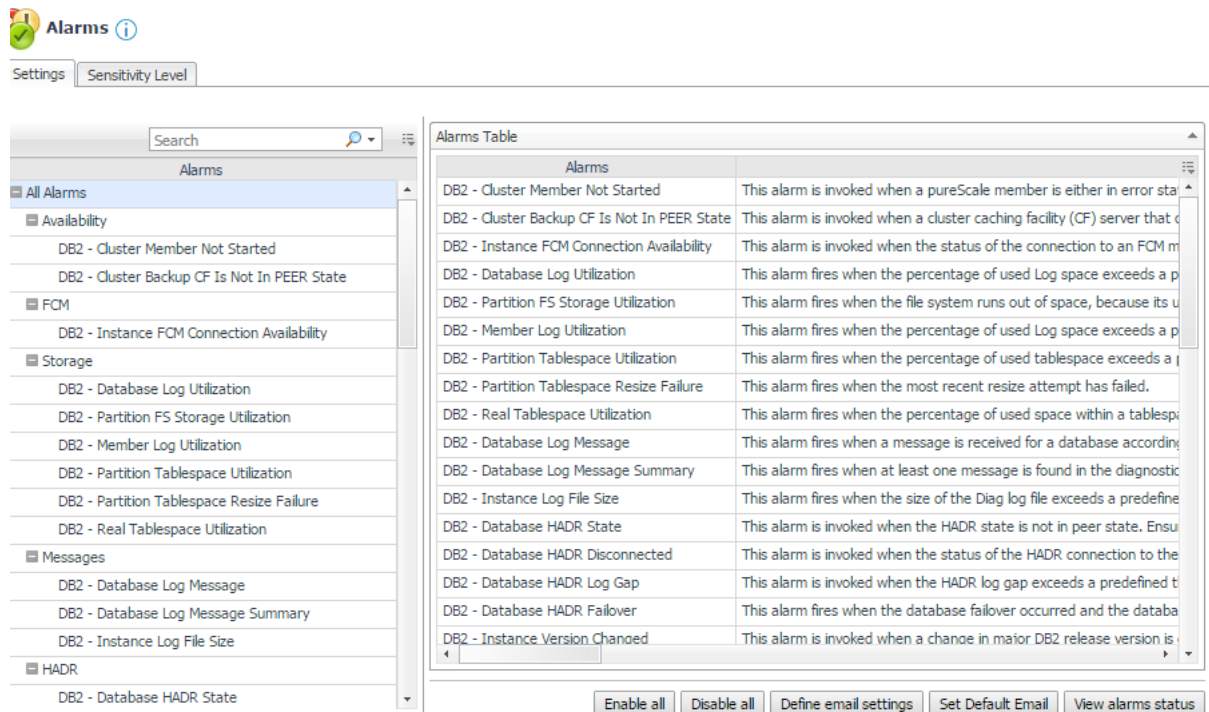 Alarms
Settings
Sensitivity Level
Search
Alarms
All Alarms
Availability
DB2 - Cluster Member Not Started
DB2 - Cluster Backup CF Is Not In PEER State
FCM
DB2 - Instance FCM Connection Availability
Storage
DB2 - Database Log Utilization
DB2 - Partition FS Storage Utilization
DB2 - Member Log Utilization
DB2 - Partition Tablespace Utilization
DB2 - Partition Tablespace Resize Failure
DB2 - Real Tablespace Utilization
Messages
DB2 - Database Log Message
DB2 - Database Log Message Summary
DB2 - Instance Log File Size
HADR
DB2 - Database HADR State
Alarms Table
Alarms
DB2 - Cluster Member Not Started This alarm is invoked when a pureScale member is either in error sta
DB2 - Cluster Backup CF Is Not In PEER State This alarm is invoked when a cluster caching facility (CF) server that
DB2 - Instance FCM Connection Availability This alarm is invoked when the status of the connection to an FCM m
DB2 - Database Log Utilization This alarm fires when the percentage of used Log space exceeds a p
DB2 - Partition FS Storage Utilization This alarm fires when the file system runs out of space, because its u
DB2 - Member Log Utilization This alarm fires when the percentage of used Log space exceeds a p
DB2 - Partition Tablespace Utilization This alarm fires when the percentage of used tablespace exceeds a
DB2 - Partition Tablespace Resize Failure This alarm fires when the most recent resize attempt has failed.
DB2 - Real Tablespace Utilization This alarm fires when the percentage of used space within a tablespa
DB2 - Database Log Message This alarm fires when a message is received for a database according
DB2 - Database Log Message Summary This alarm fires when at least one message is found in the diagnostic
DB2 - Instance Log File Size This alarm fires when the size of the Diag log file exceeds a predefine
DB2 - Database HADR State This alarm is invoked when the HADR state is not in peer state. Ensu
DB2 - Database HADR Disconnected This alarm is invoked when the status of the HADR connection to the
DB2 - Database HADR Log Gap This alarm is invoked when the HADR log gap exceeds a predefined t
DB2 - Database HADR Failover This alarm fires when the database failover occurred and the databa
DB2 - Instance Version Changed This alarm is invoked when a change in major DB2 release version is
Enable all
Disable all
Define email settings
Set Default Email
View alarms status